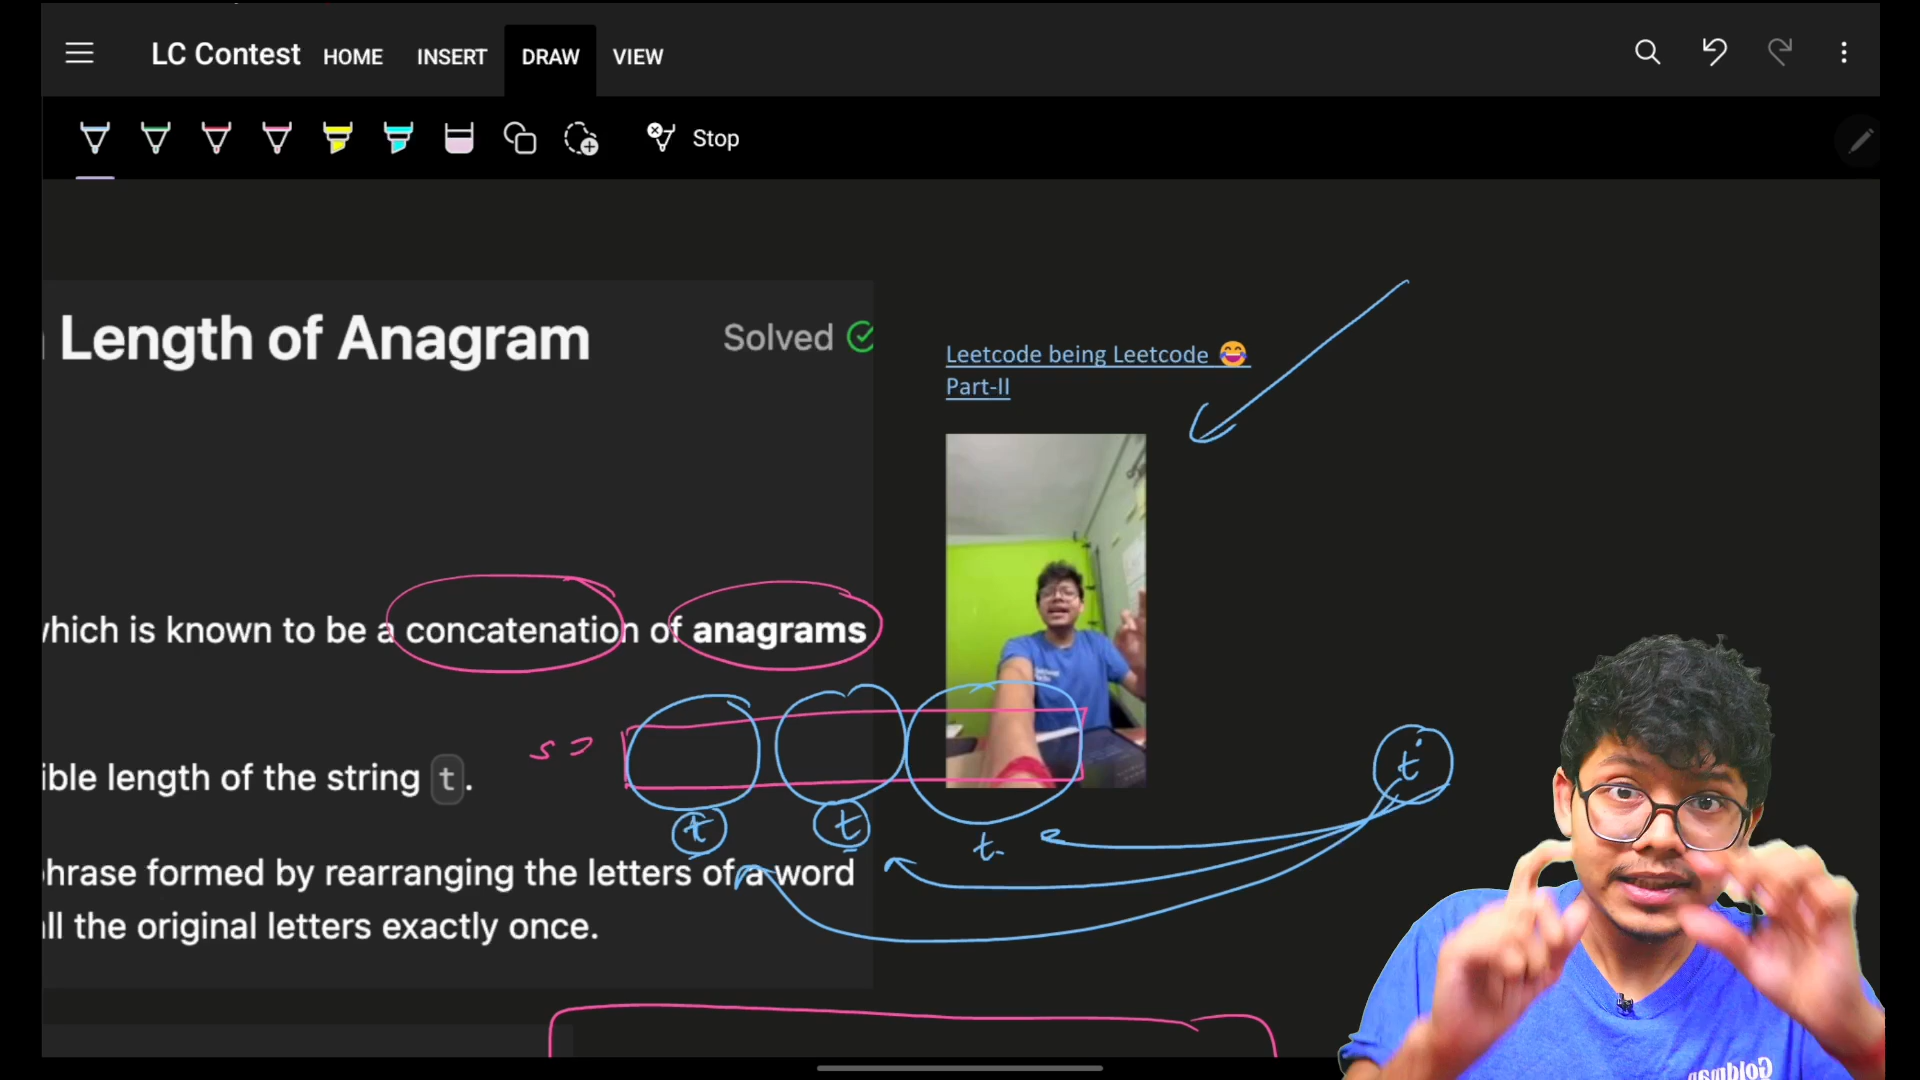 LC Contest HOME INSERT DRAW VIEW
Stop
Length of Anagram
Solved
Leetcode being Leetcode 😂
Part-II
which is known to be a concatenation of anagrams
s =
ible length of the string t.
t
t
t
t.
hrase formed by rearranging the letters of a word
ll the original letters exactly once.
Goldman